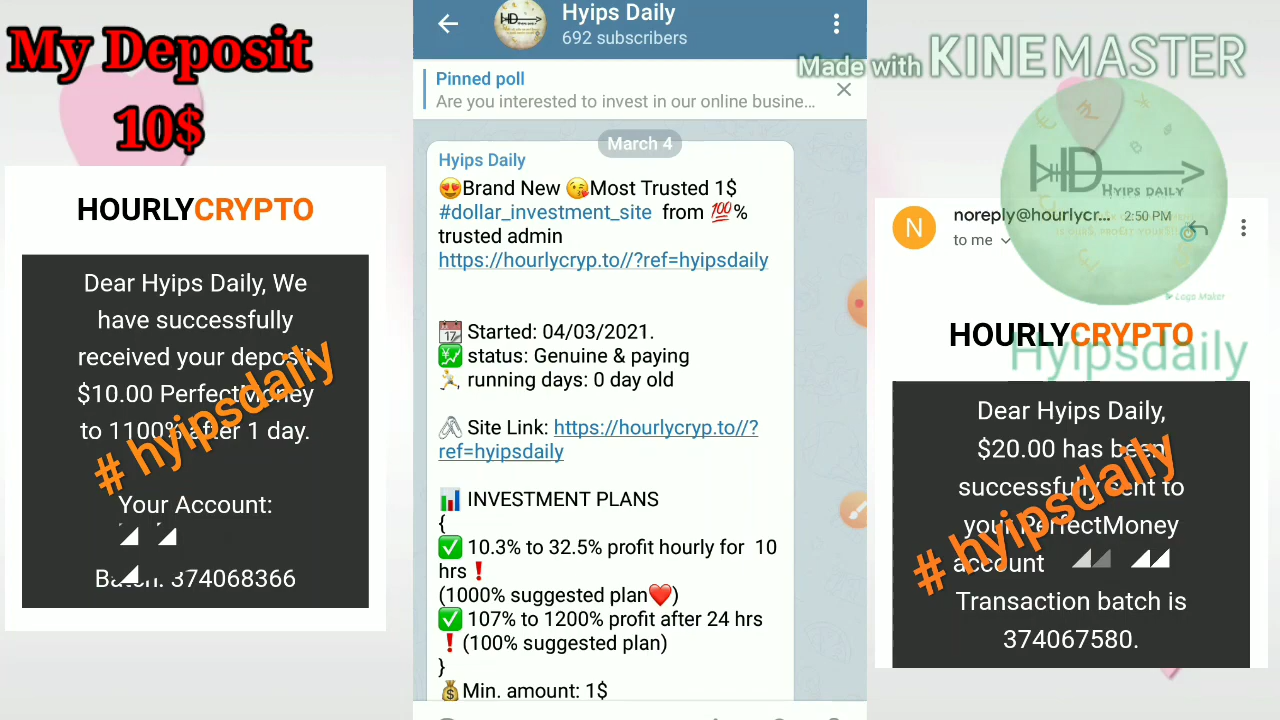 My Deposit
10$
HOURLYCRYPTO
Dear Hyips Daily, We
have successfully
received your deposit
$10.00 PerfectMoney
to 1100% after 1 day.
Your Account:
Batch: 374068366
# hyipsdaily
Hyips Daily
692 subscribers
Pinned poll
Are you interested to invest in our online busine...
March 4
Hyips Daily
😍Brand New 😘Most Trusted 1$
#dollar_investment_site from 💯%
trusted admin
https://hourlycryp.to//?ref=hyipsdaily
📅 Started: 04/03/2021.
💹 status: Genuine & paying
🏃 running days: 0 day old
🖇 Site Link: https://hourlycryp.to//?
ref=hyipsdaily
📊 INVESTMENT PLANS
{
✅ 10.3% to 32.5% profit hourly for 10
hrs❗
(1000% suggested plan❤️)
✅ 107% to 1200% profit after 24 hrs
❗(100% suggested plan)
}
💰Min. amount: 1$
Made with KINEMASTER
HD
HYIPS DAILY
Logo Maker
N
noreply@hourlycr... 2:50 PM
to me
Hyipsdaily
HOURLYCRYPTO
Dear Hyips Daily,
$20.00 has been
successfully sent to
your PerfectMoney
account
Transaction batch is
374067580.
# hyipsdaily